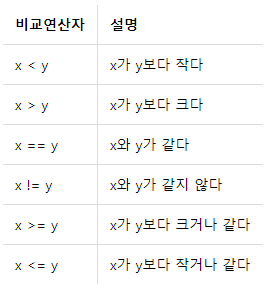 비교연산자 설명
x < y x가 y보다 작다
x > y x가 y보다 크다
x == y x와 y가 같다
x != y x와 y가 같지 않다
x >= y x가 y보다 크거나 같다
x <= y x가 y보다 작거나 같다